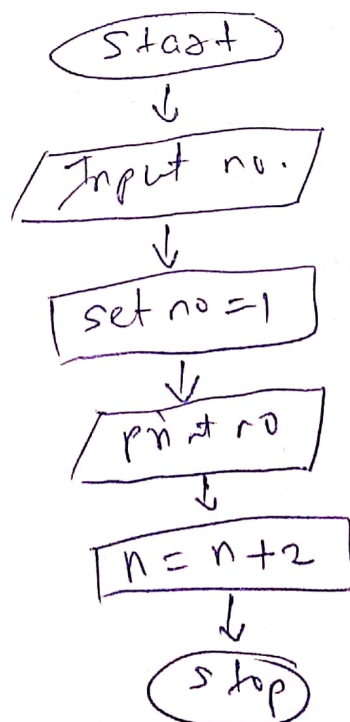 Start
Input no.
set no = 1
print no
n = n + 2
stop